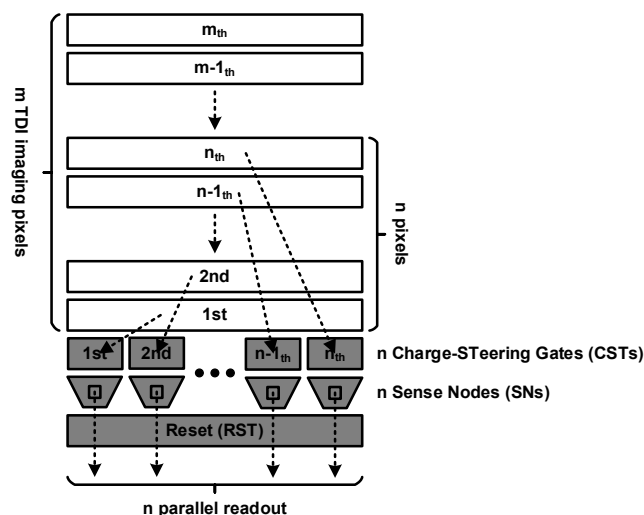 m TDI imaging pixels
mth
m-1th
nth
n-1th
2nd
1st
n pixels
1st 2nd n-1th nth
n Charge-STeering Gates (CSTs)
n Sense Nodes (SNs)
Reset (RST)
n parallel readout